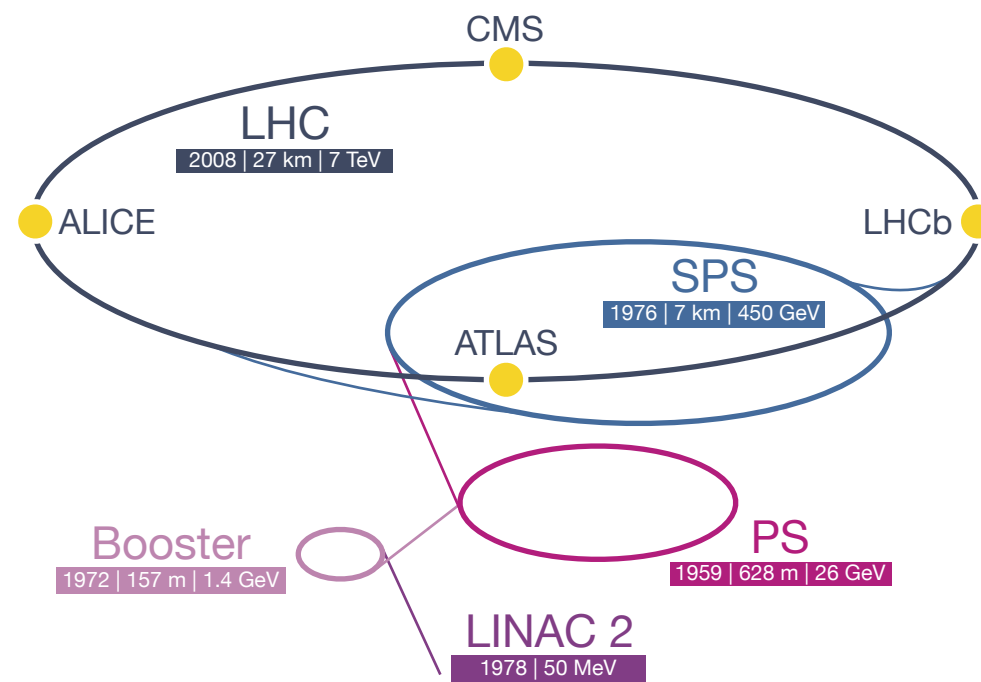 CMS
LHC
2008 | 27 km | 7 TeV
ALICE
LHCb
SPS
1976 | 7 km | 450 GeV
ATLAS
Booster
1972 | 157 m | 1.4 GeV
PS
1959 | 628 m | 26 GeV
LINAC 2
1978 | 50 MeV